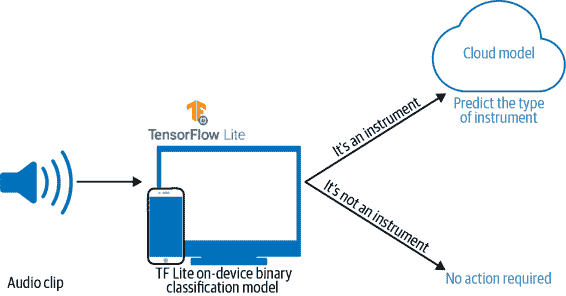 Cloud model
Predict the type
of instrument
It's an instrument
TensorFlow Lite
It's not an instrument
TF Lite on-device binary
classification model
Audio clip
No action required